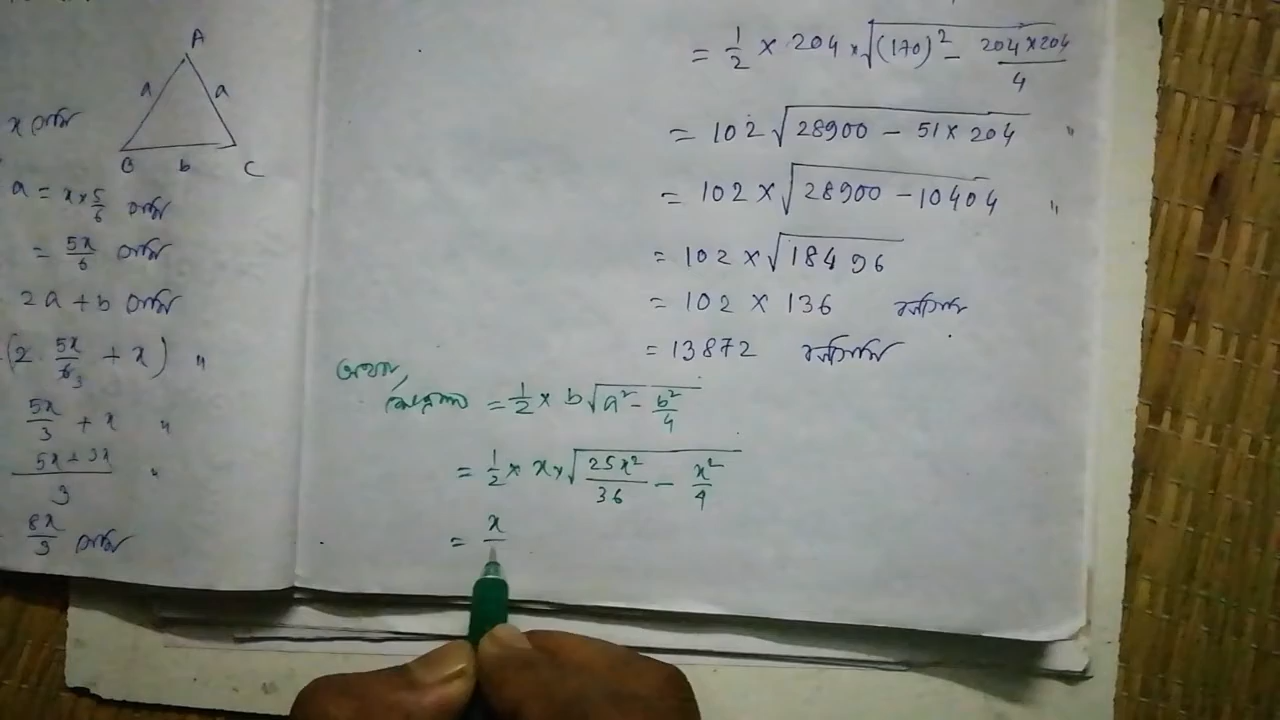 A
a a
B b C
x
a = x × 5/6
= 5x/6
2a + b
(2. 5x/6 3 + x) "
5x/3 + x "
5x + 3x / 3 "
8x/3
= 1/2 × 204 × √((170)² - 204×204/4)
= 102 √(28900 - 51 × 204) "
= 102 × √(28900 - 10404) "
= 102 × √18496
= 102 × 136
= 13872
অথবা,
= 1/2 × b√(a² - b²/4)
= 1/2 × x × √(25x²/36 - x²/4)
= x